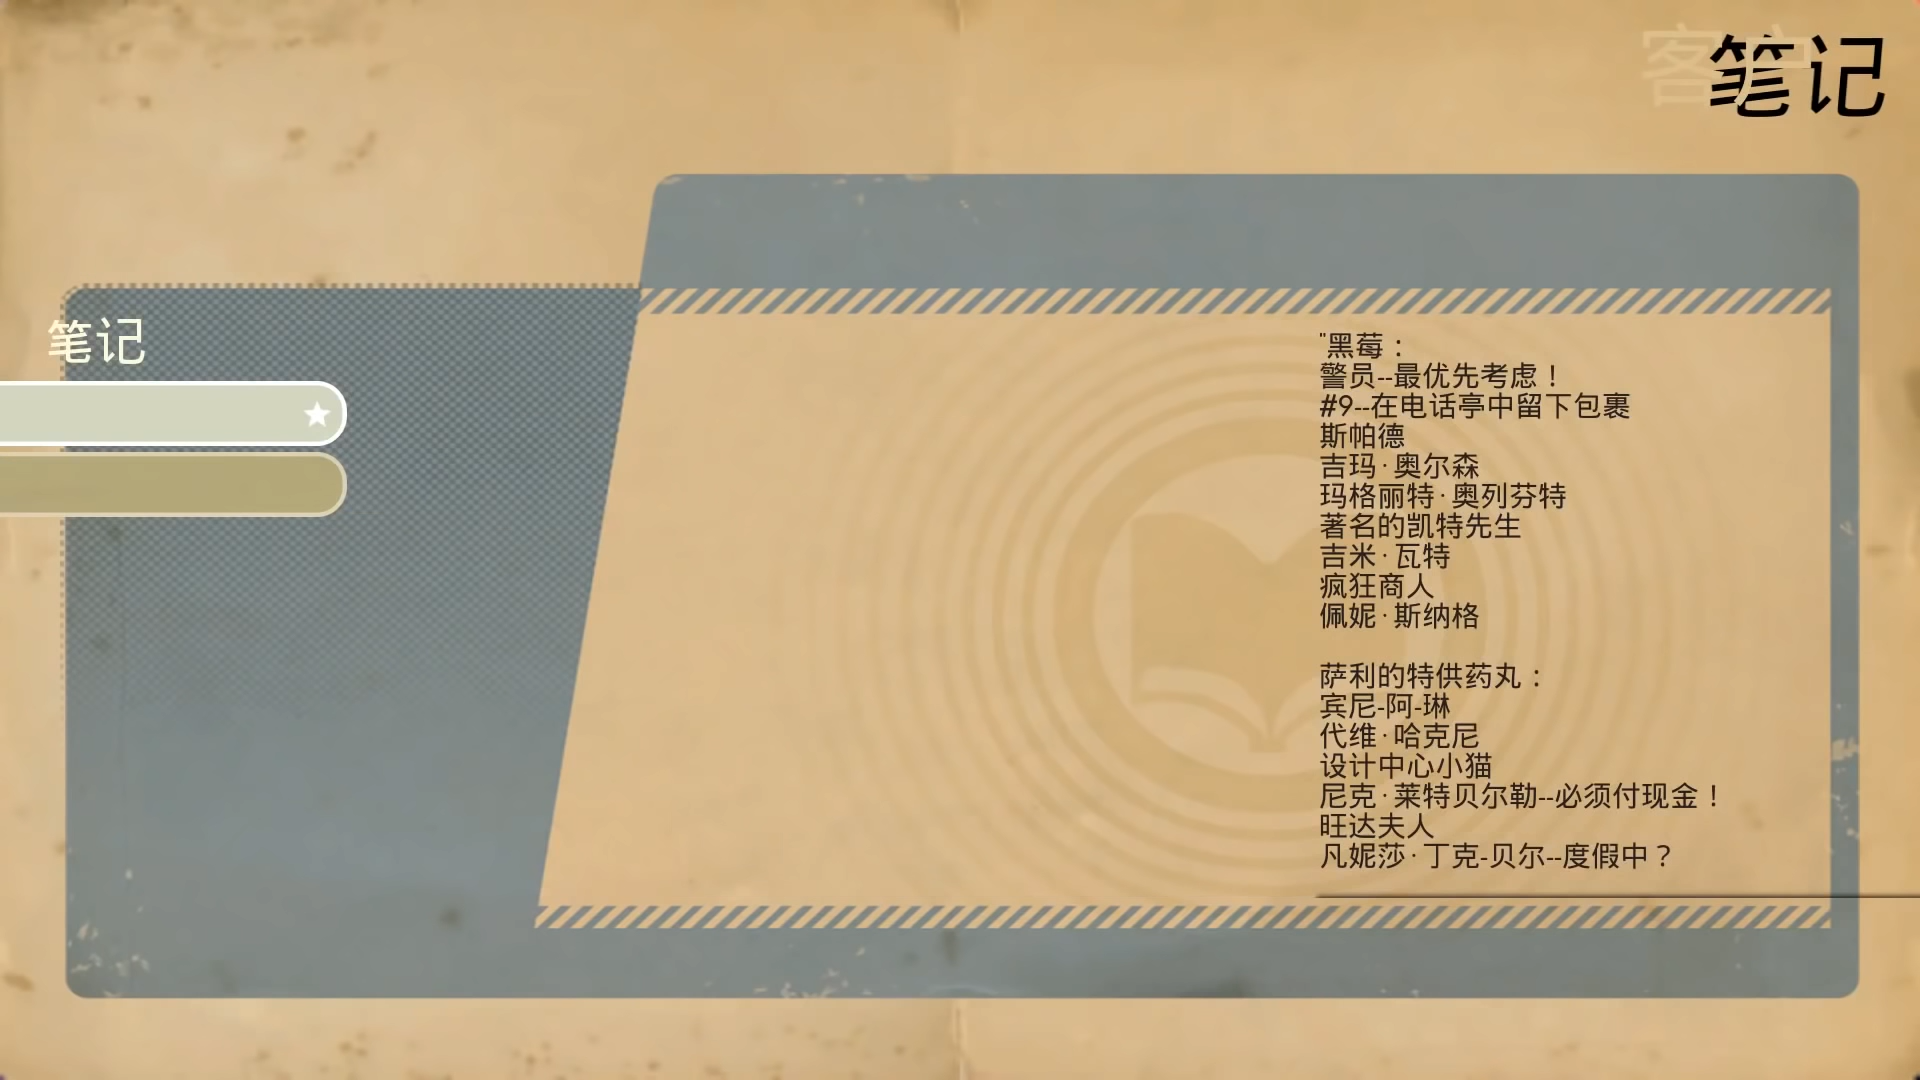 客户
笔记
笔记
"黑莓：
警员--最优先考虑！
#9--在电话亭中留下包裹
斯帕德
吉玛·奥尔森
玛格丽特·奥列芬特
著名的凯特先生
吉米·瓦特
疯狂商人
佩妮·斯纳格
萨利的特供药丸：
宾尼-阿-琳
代维·哈克尼
设计中心小猫
尼克·莱特贝尔勒--必须付现金！
旺达夫人
凡妮莎·丁克-贝尔--度假中？